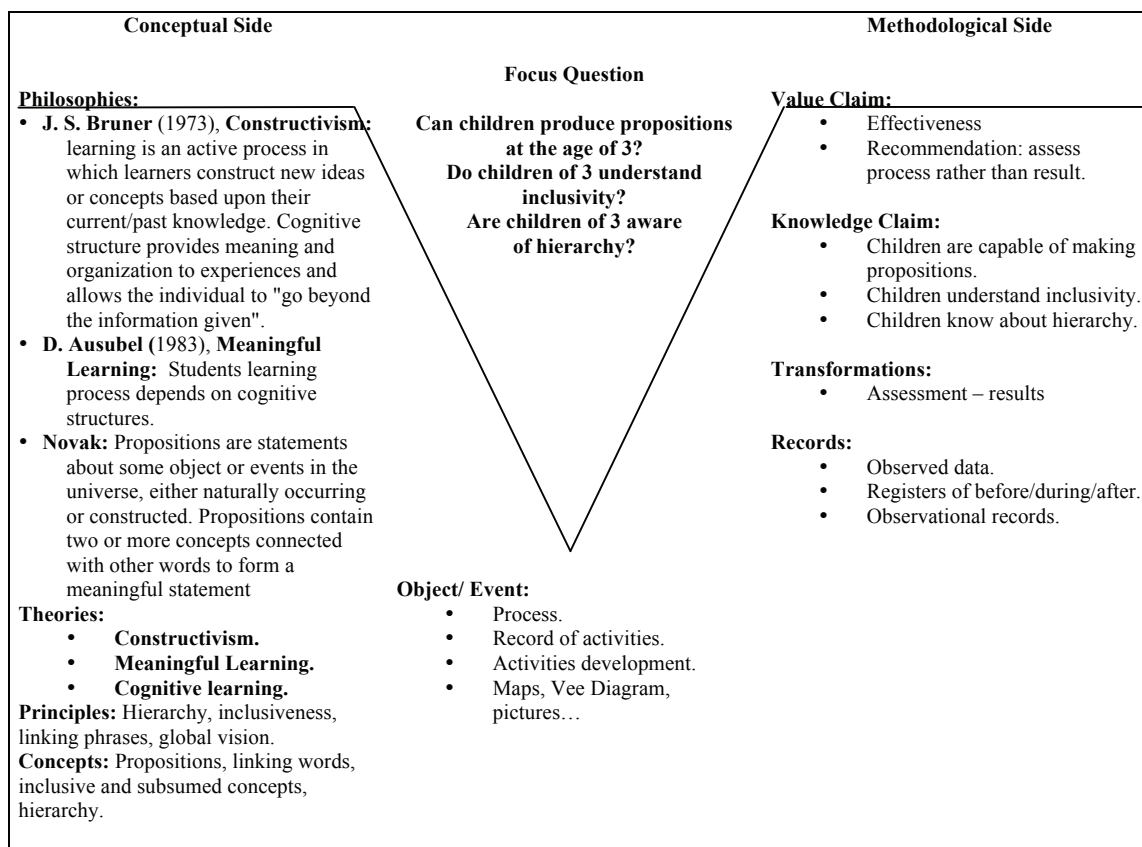 Conceptual Side
Methodological Side
Focus Question
Philosophies:
• J. S. Bruner (1973), Constructivism:
learning is an active process in
which learners construct new ideas
or concepts based upon their
current/past knowledge. Cognitive
structure provides meaning and
organization to experiences and
allows the individual to "go beyond
the information given".
• D. Ausubel (1983), Meaningful
Learning: Students learning
process depends on cognitive
structures.
• Novak: Propositions are statements
about some object or events in the
universe, either naturally occurring
or constructed. Propositions contain
two or more concepts connected
with other words to form a
meaningful statement
Theories:
• Constructivism.
• Meaningful Learning.
• Cognitive learning.
Principles: Hierarchy, inclusiveness,
linking phrases, global vision.
Concepts: Propositions, linking words,
inclusive and subsumed concepts,
hierarchy.
Can children produce propositions
at the age of 3?
Do children of 3 understand
inclusivity?
Are children of 3 aware
of hierarchy?
Object/ Event:
• Process.
• Record of activities.
• Activities development.
• Maps, Vee Diagram,
pictures…
Value Claim:
• Effectiveness
• Recommendation: assess
process rather than result.
Knowledge Claim:
• Children are capable of making
propositions.
• Children understand inclusivity.
• Children know about hierarchy.
Transformations:
• Assessment – results
Records:
• Observed data.
• Registers of before/during/after.
• Observational records.